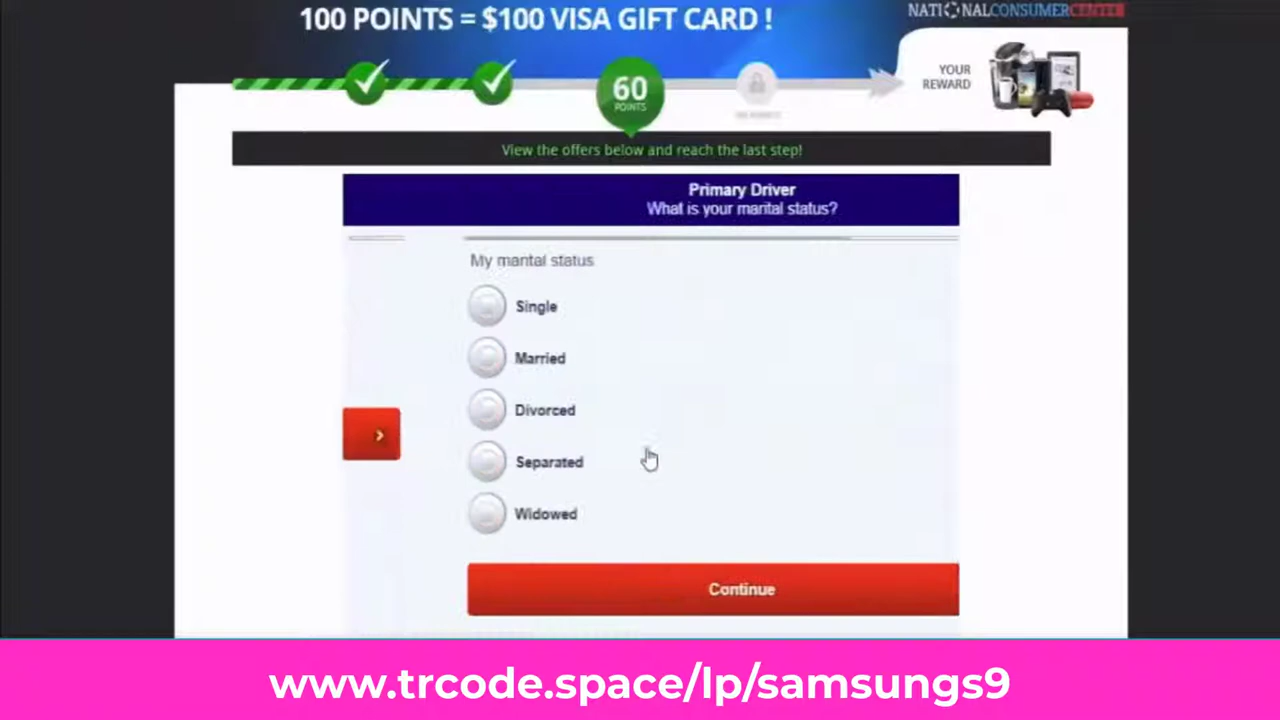 100 POINTS = $100 VISA GIFT CARD !
NATIONALCONSUMERCENTER
YOUR
REWARD
60
POINTS
View the offers below and reach the last step!
Primary Driver
What is your marital status?
My marital status
Single
Married
Divorced
Separated
Widowed
Continue
www.trcode.space/lp/samsungs9